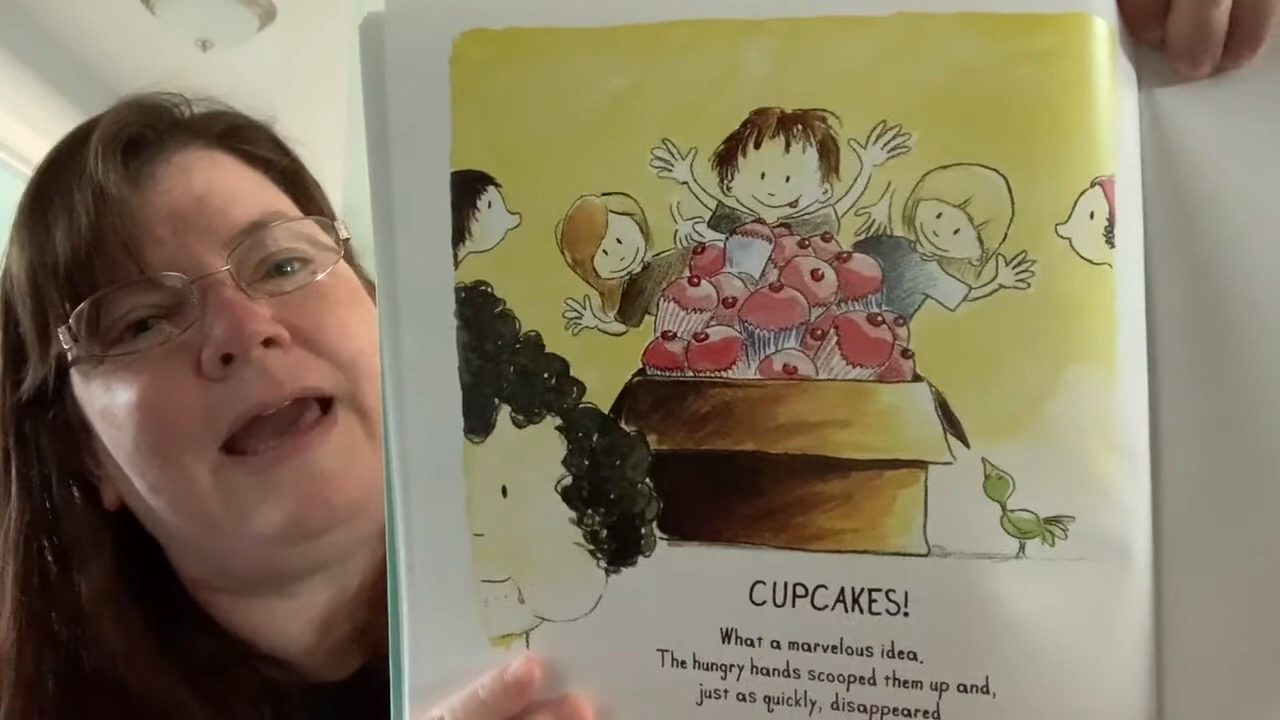 CUPCAKES!
What a marvelous idea.
The hungry hands scooped them up and,
just as quickly, disappeared